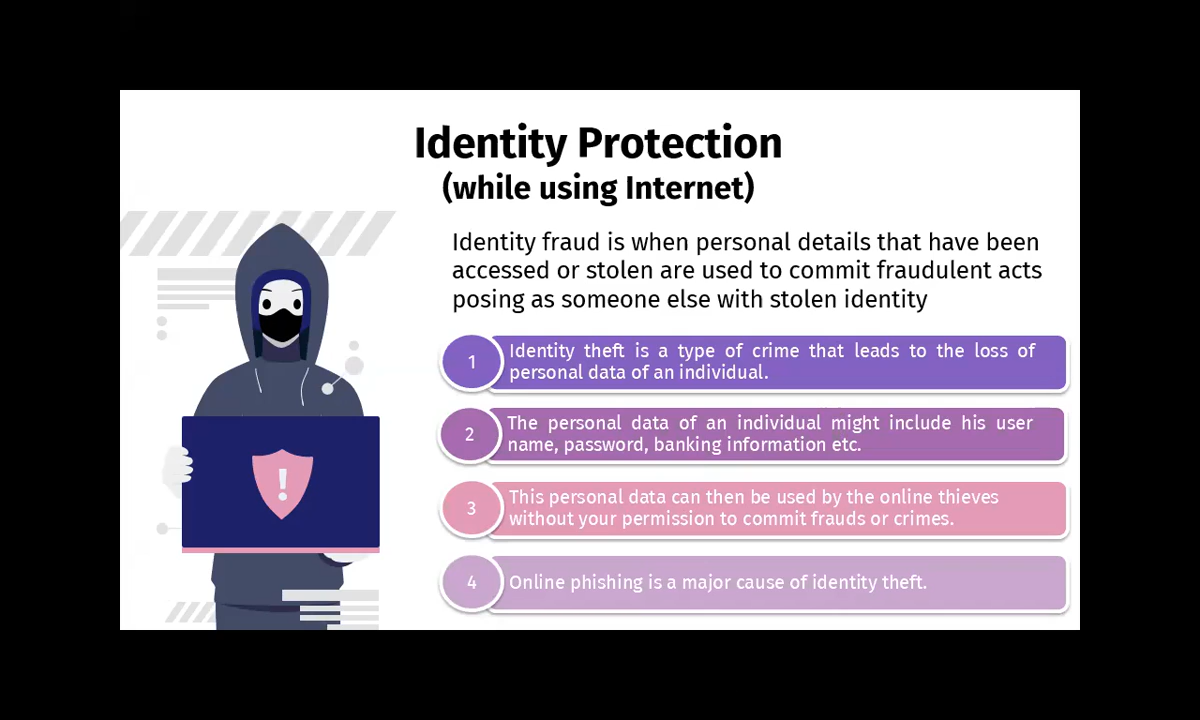 Identity Protection
(while using Internet)
Identity fraud is when personal details that have been
accessed or stolen are used to commit fraudulent acts
posing as someone else with stolen identity
1
Identity theft is a type of crime that leads to the loss of
personal data of an individual.
2
The personal data of an individual might include his user
name, password, banking information etc.
3
This personal data can then be used by the online thieves
without your permission to commit frauds or crimes.
4
Online phishing is a major cause of identity theft.
!